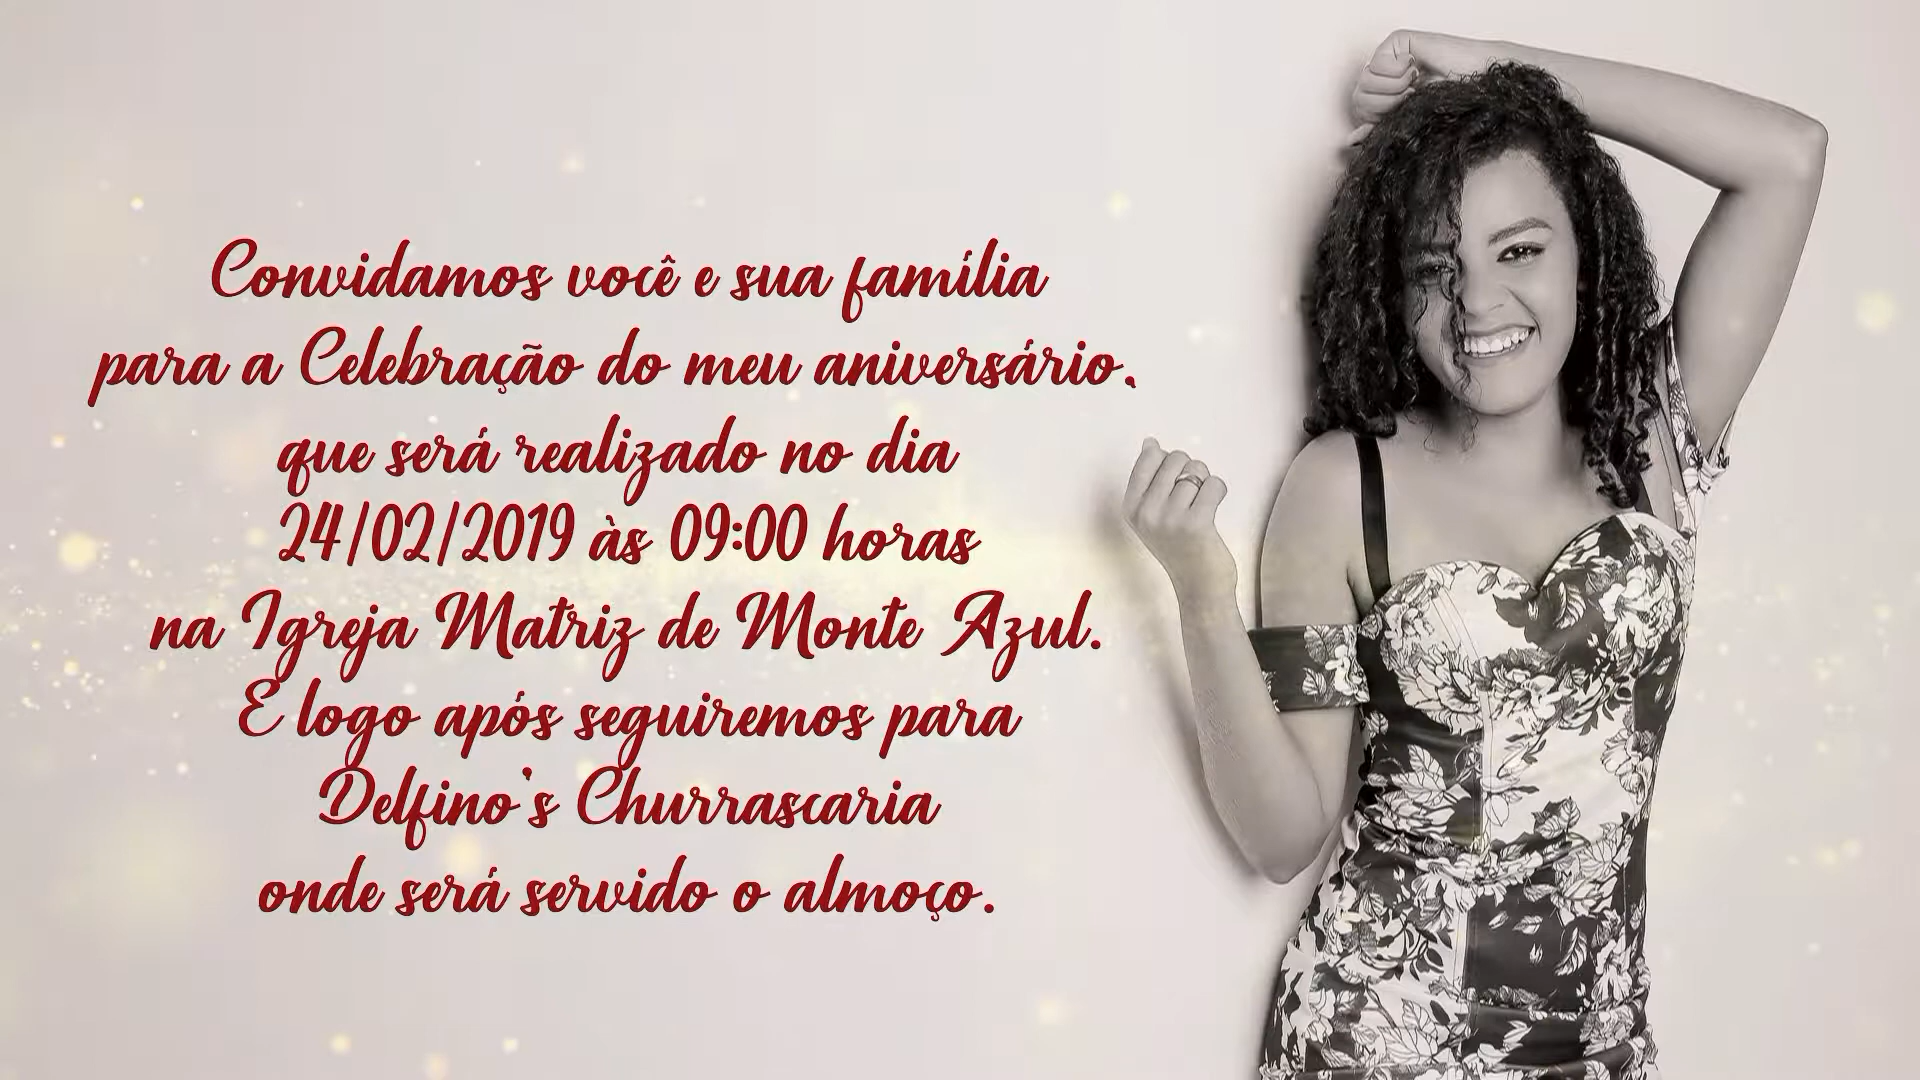 Convidamos você e sua família
para a Celebração do meu aniversário,
que será realizado no dia
24/02/2019 às 09:00 horas
na Igreja Matriz de Monte Azul.
E logo após seguiremos para
Delfino's Churrascaria
onde será servido o almoço.